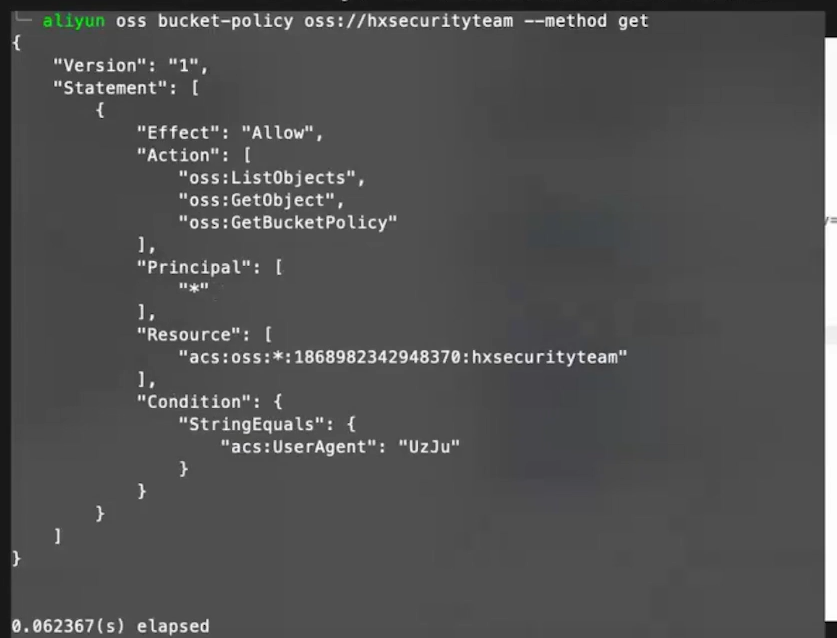 aliyun oss bucket-policy oss://hxsecurityteam --method get
{
    "Version": "1",
    "Statement": [
        {
            "Effect": "Allow",
            "Action": [
                "oss:ListObjects",
                "oss:GetObject",
                "oss:GetBucketPolicy"
            ],
            "Principal": [
                "*"
            ],
            "Resource": [
                "acs:oss:*:1868982342948370:hxsecurityteam"
            ],
            "Condition": {
                "StringEquals": {
                    "acs:UserAgent": "UzJu"
                }
            }
        }
    ]
}
0.062367(s) elapsed